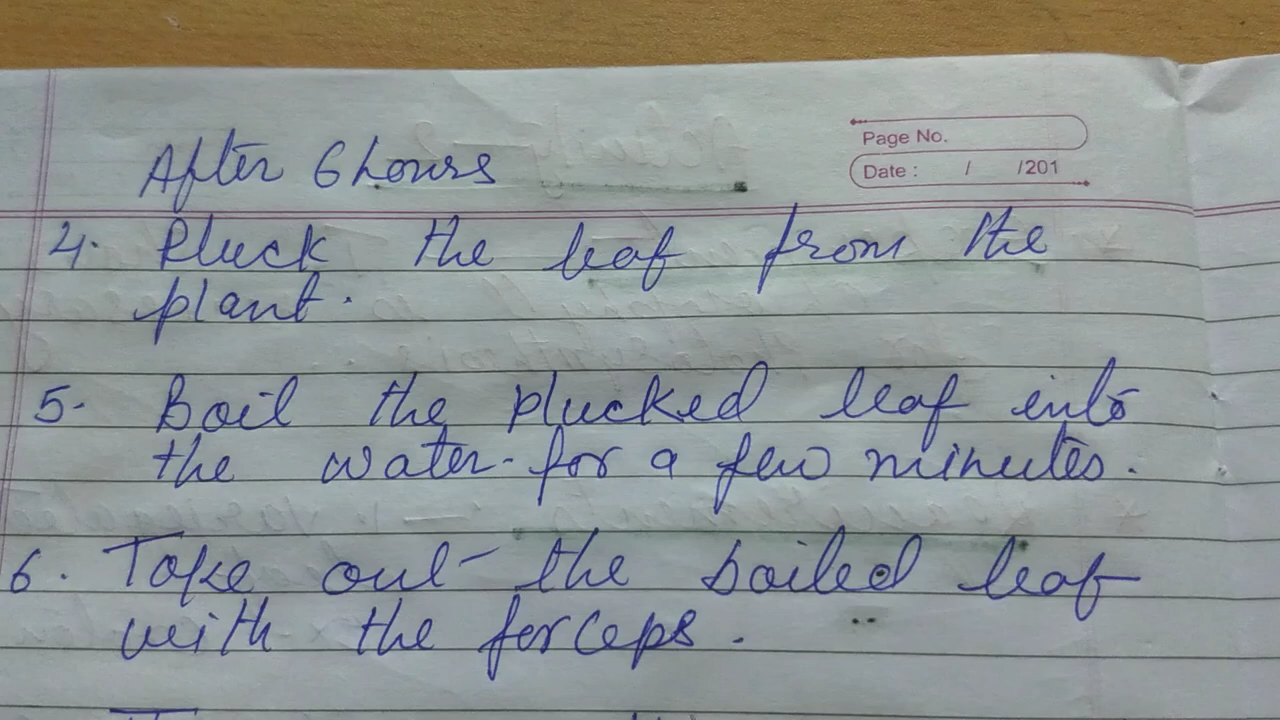 Page No.
Date : / /201
After 6 hours
4. Pluck the leaf from the
plant.
5. Boil the plucked leaf into
the water for a few minutes.
6. Take out the boiled leaf
with the forceps.